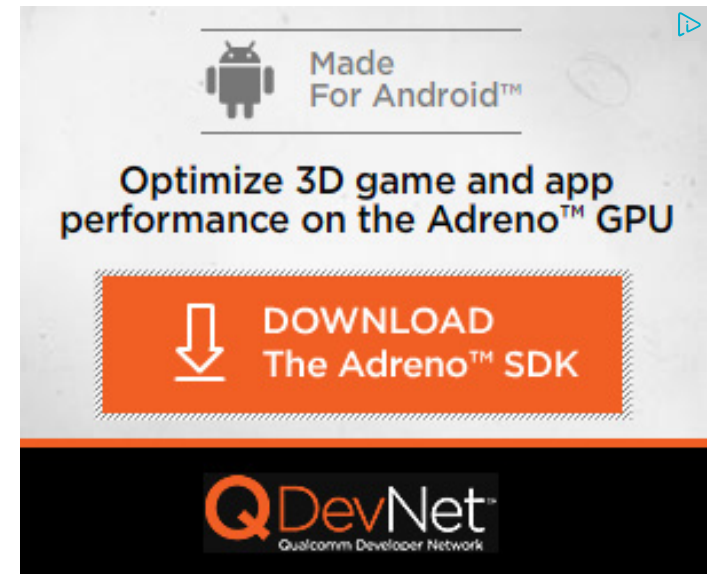 Made
For Android™
Optimize 3D game and app
performance on the Adreno™ GPU
DOWNLOAD
The Adreno™ SDK
QDevNet™
Qualcomm Developer Network